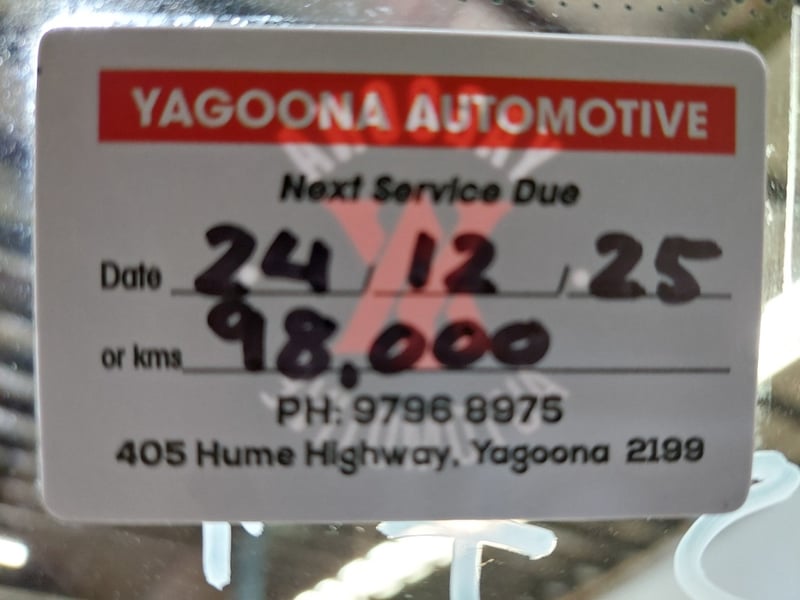 YAGOONA AUTOMOTIVE
Next Service Due
Date 24 / 12 / 25
or kms 98,000
PH: 9796 8975
405 Hume Highway, Yagoona 2199